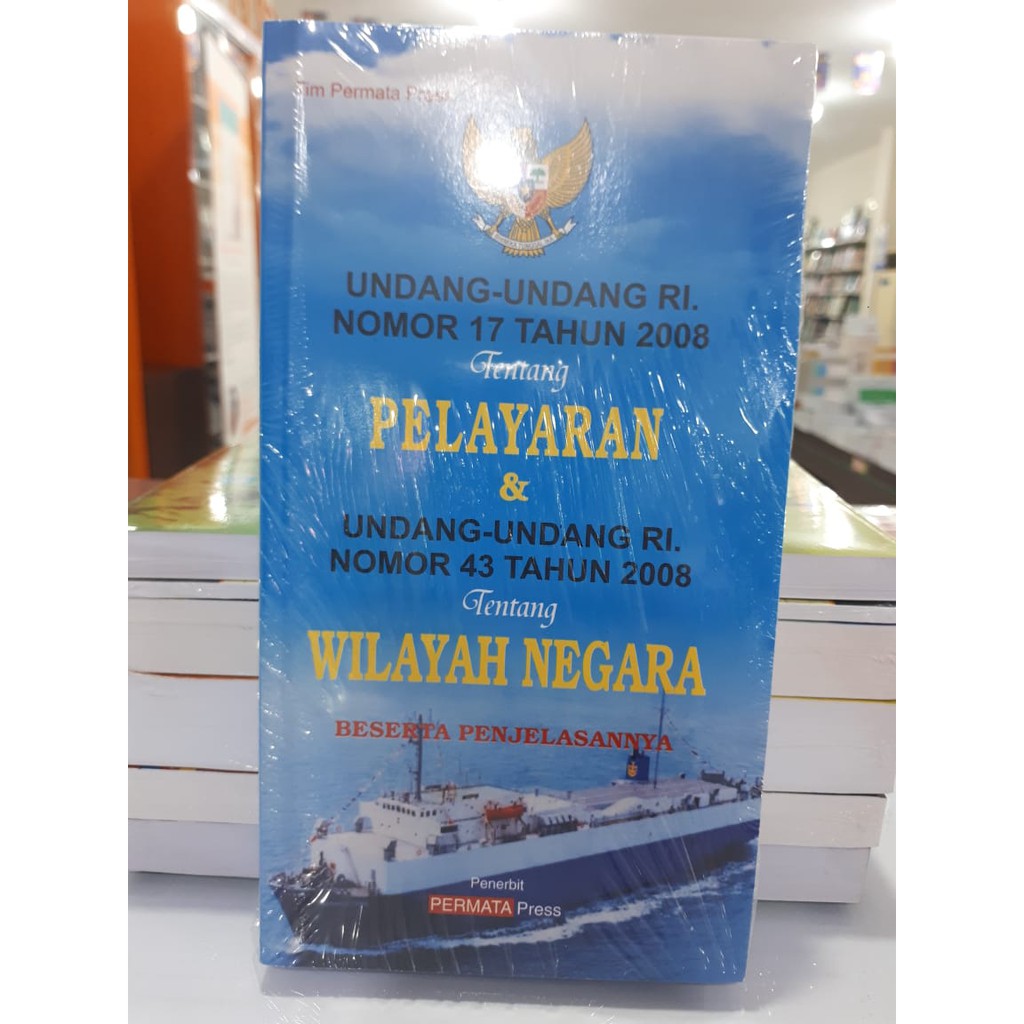 Tim Permata Press
UNDANG-UNDANG RI.
NOMOR 17 TAHUN 2008
Tentang
PELAYARAN
&
UNDANG-UNDANG RI.
NOMOR 43 TAHUN 2008
Tentang
WILAYAH NEGARA
BESERTA PENJELASANNYA
Penerbit
PERMATA Press